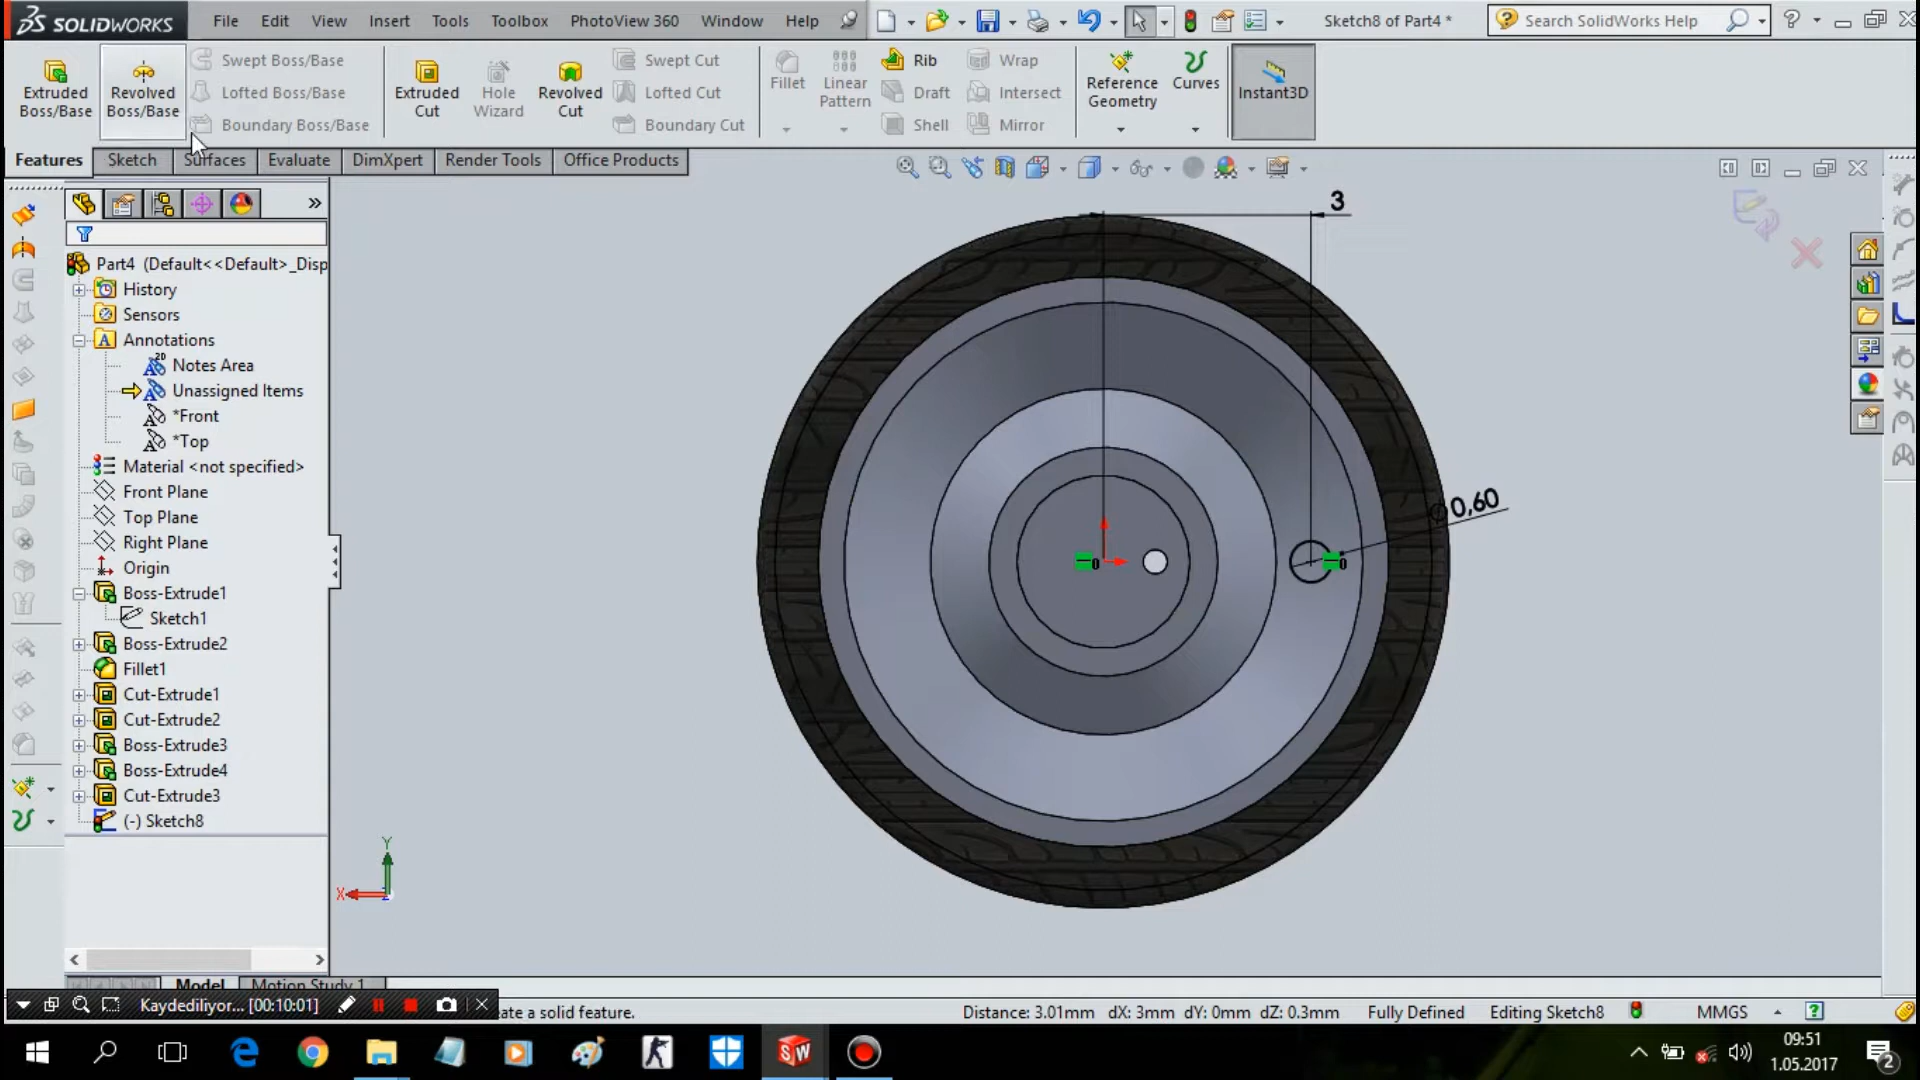 SOLIDWORKS
File Edit View Insert Tools Toolbox PhotoView 360 Window Help
Sketch8 of Part4 *
Search SolidWorks Help
Extruded Boss/Base
Revolved Boss/Base
Swept Boss/Base
Lofted Boss/Base
Boundary Boss/Base
Extruded Cut
Hole Wizard
Revolved Cut
Swept Cut
Lofted Cut
Boundary Cut
Fillet
Linear Pattern
Rib
Draft
Shell
Wrap
Intersect
Mirror
Reference Geometry
Curves
Instant3D
Features Sketch Surfaces Evaluate DimXpert Render Tools Office Products
Part4 (Default<<Default>_Disp
History
Sensors
Annotations
Notes Area
Unassigned Items
*Front
*Top
Material <not specified>
Front Plane
Top Plane
Right Plane
Origin
Boss-Extrude1
Sketch1
Boss-Extrude2
Fillet1
Cut-Extrude1
Cut-Extrude2
Boss-Extrude3
Boss-Extrude4
Cut-Extrude3
(-) Sketch8
3
Ø0,60
Y
X
Model Motion Study 1
Kaydediliyor... [00:10:01]
eate a solid feature.
Distance: 3.01mm dX: 3mm dY: 0mm dZ: 0.3mm Fully Defined Editing Sketch8 MMGS
09:51
1.05.2017
2